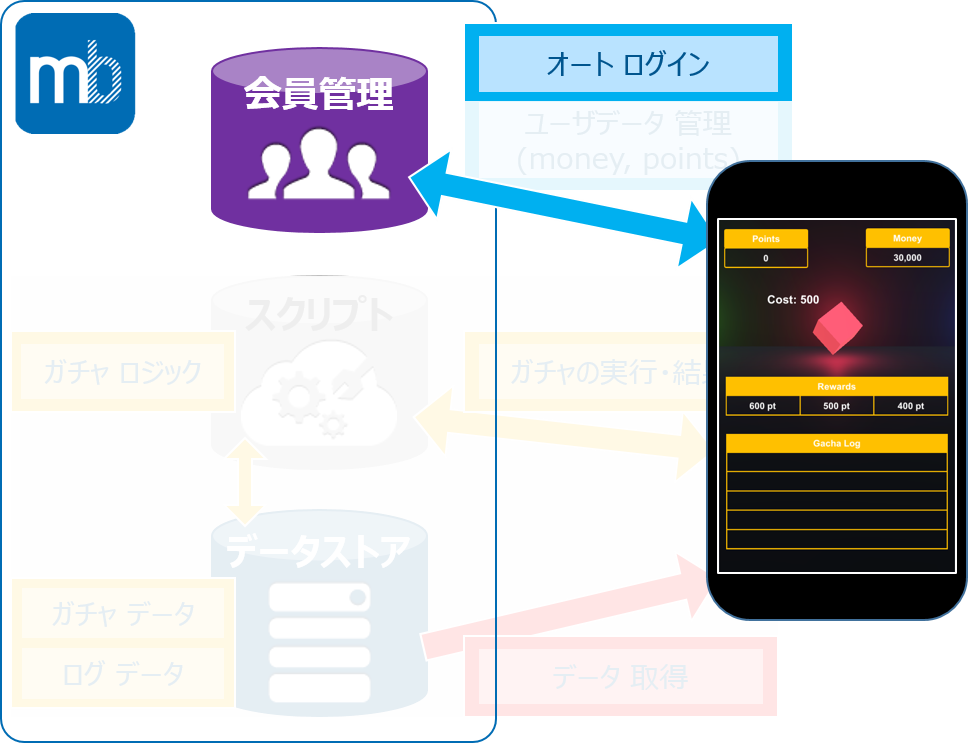 mb
会員管理
オート ログイン
ユーザデータ 管理
(money, points)
スクリプト
ガチャ ロジック
ガチャの実行・結
データストア
ガチャ データ
ログ データ
データ 取得
Points
0
Money
30,000
Cost: 500
Rewards
600 pt
500 pt
400 pt
Gacha Log